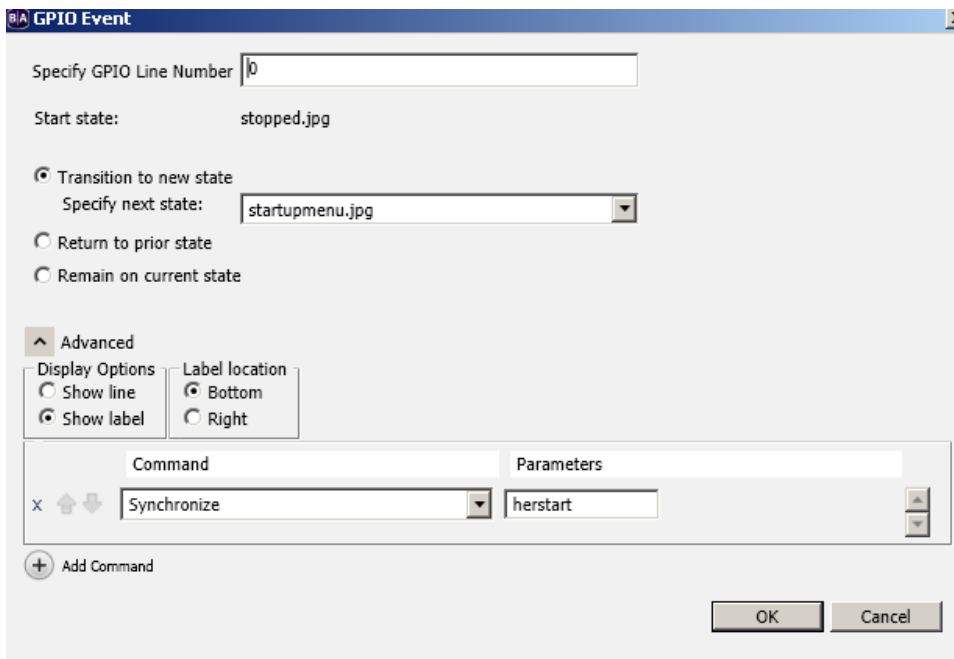 B|A GPIO Event
Specify GPIO Line Number 0
Start state: stopped.jpg
Transition to new state
Specify next state: startupmenu.jpg
Return to prior state
Remain on current state
Advanced
Display Options Label location
Show line Bottom
Show label Right
Command Parameters
x Synchronize herstart
Add Command
OK Cancel